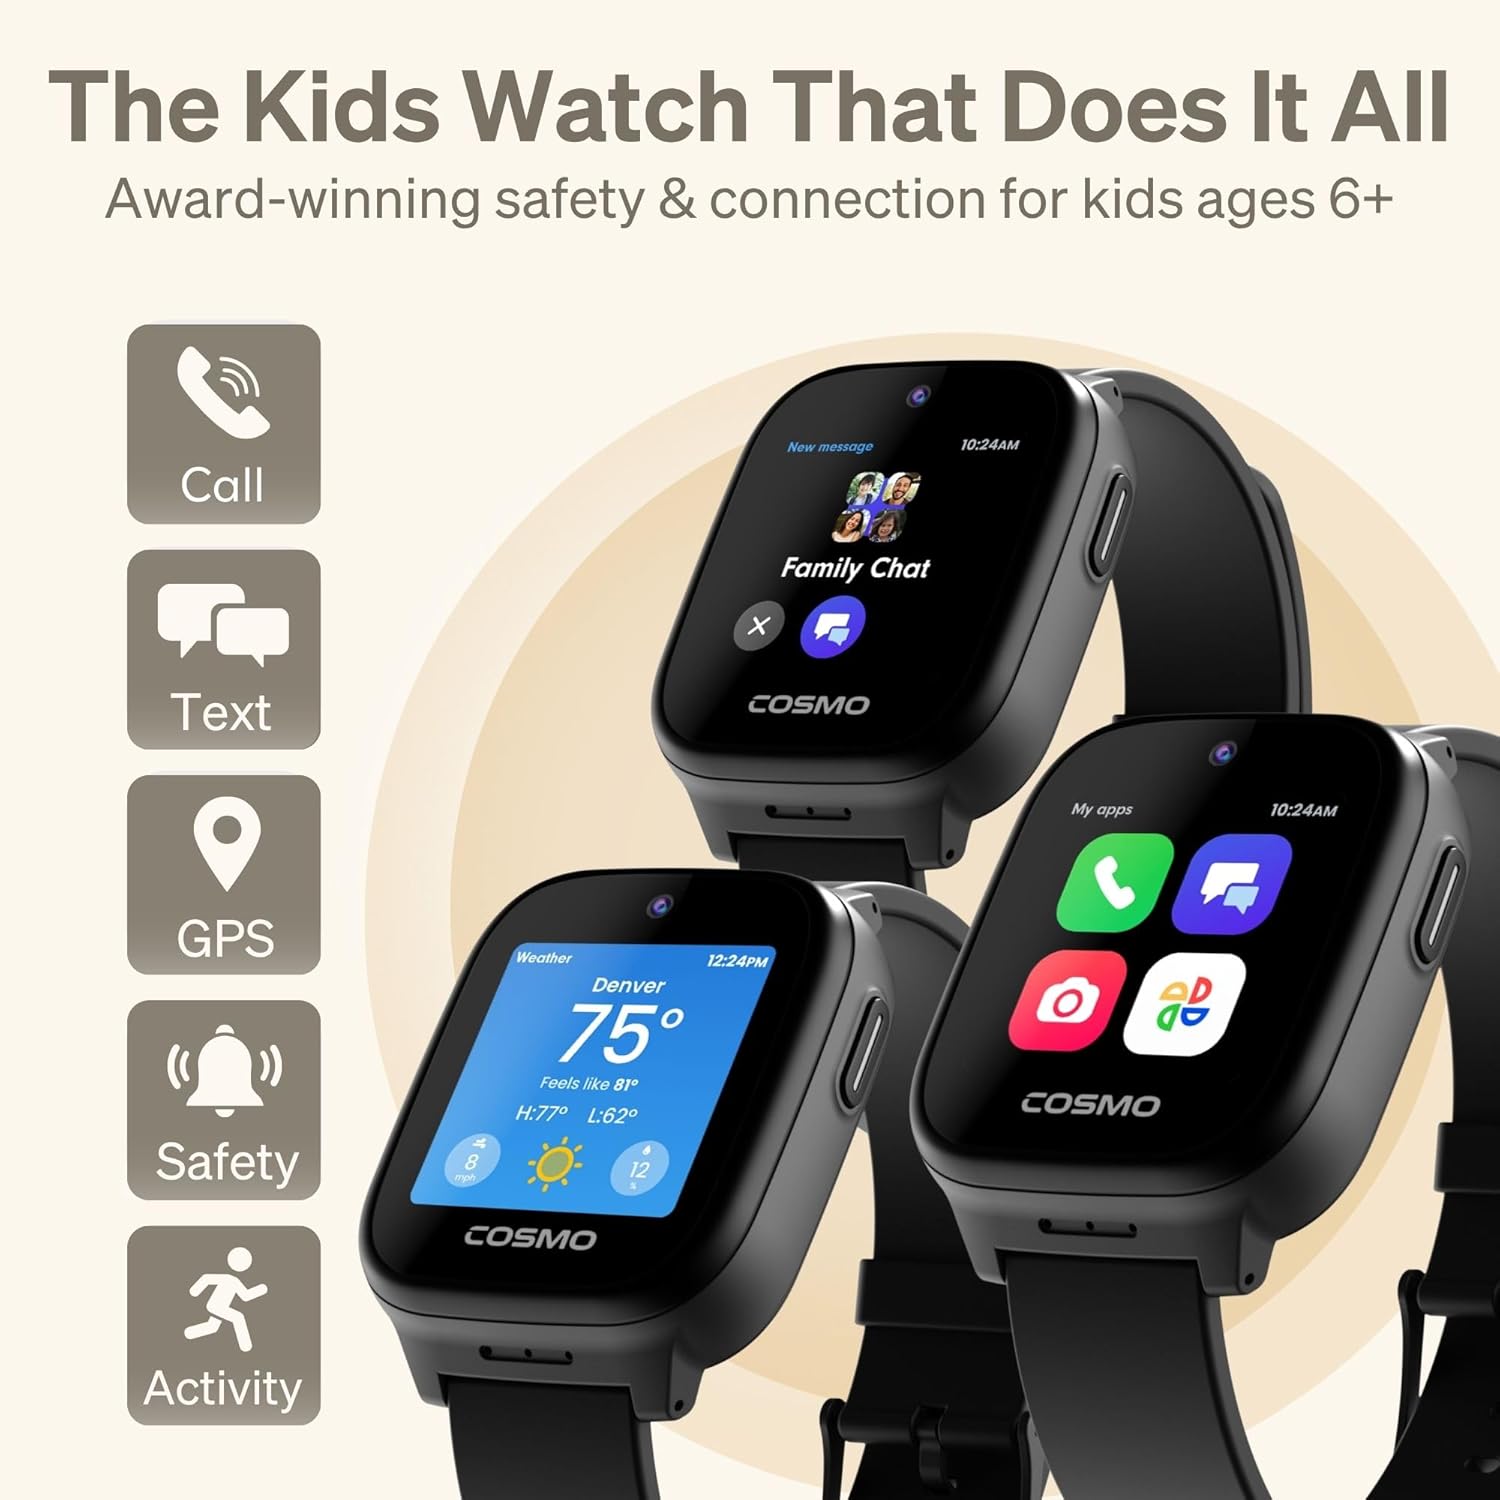 The Kids Watch That Does It All
Award-winning safety & connection for kids ages 6+
Call
Text
GPS
Safety
Activity
New message 10:24AM
Family Chat
COSMO
My apps 10:24AM
COSMO
Weather 12:24PM
Denver
75°
Feels like 81°
H:77° L:62°
8
mph
12
%
COSMO